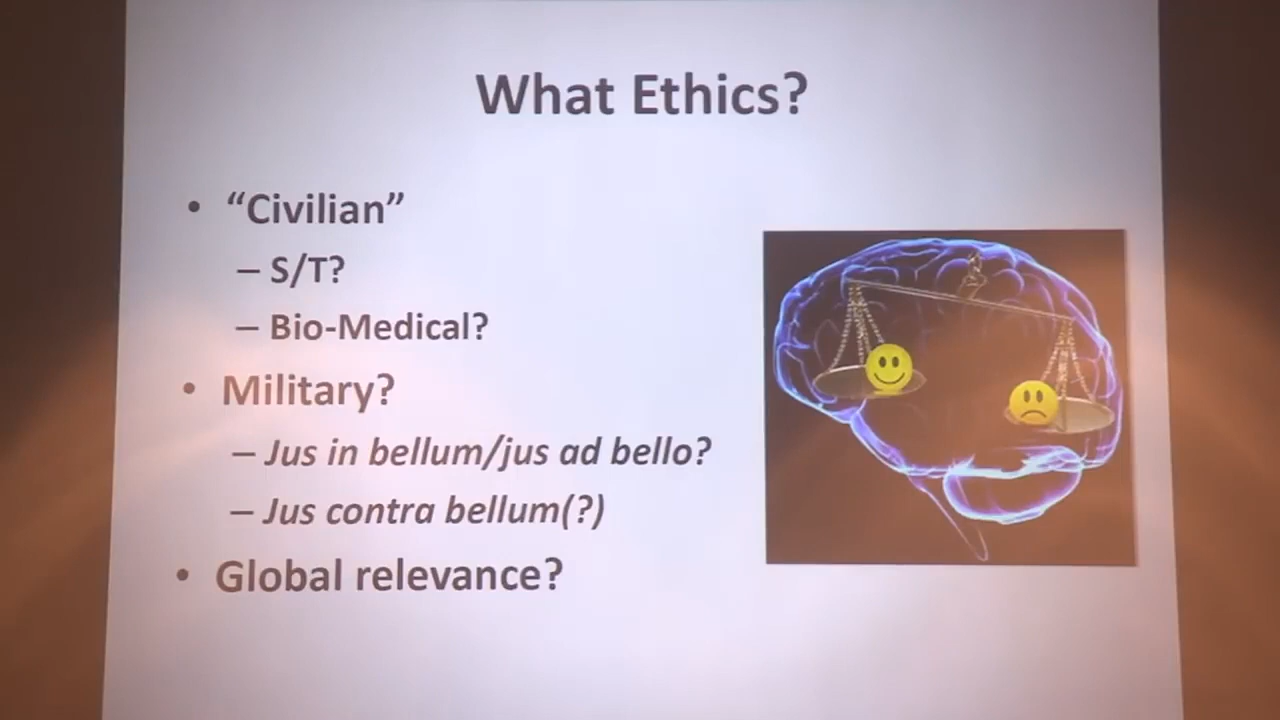 What Ethics?
• “Civilian”
– S/T?
– Bio-Medical?
• Military?
– Jus in bellum/jus ad bello?
– Jus contra bellum(?)
• Global relevance?